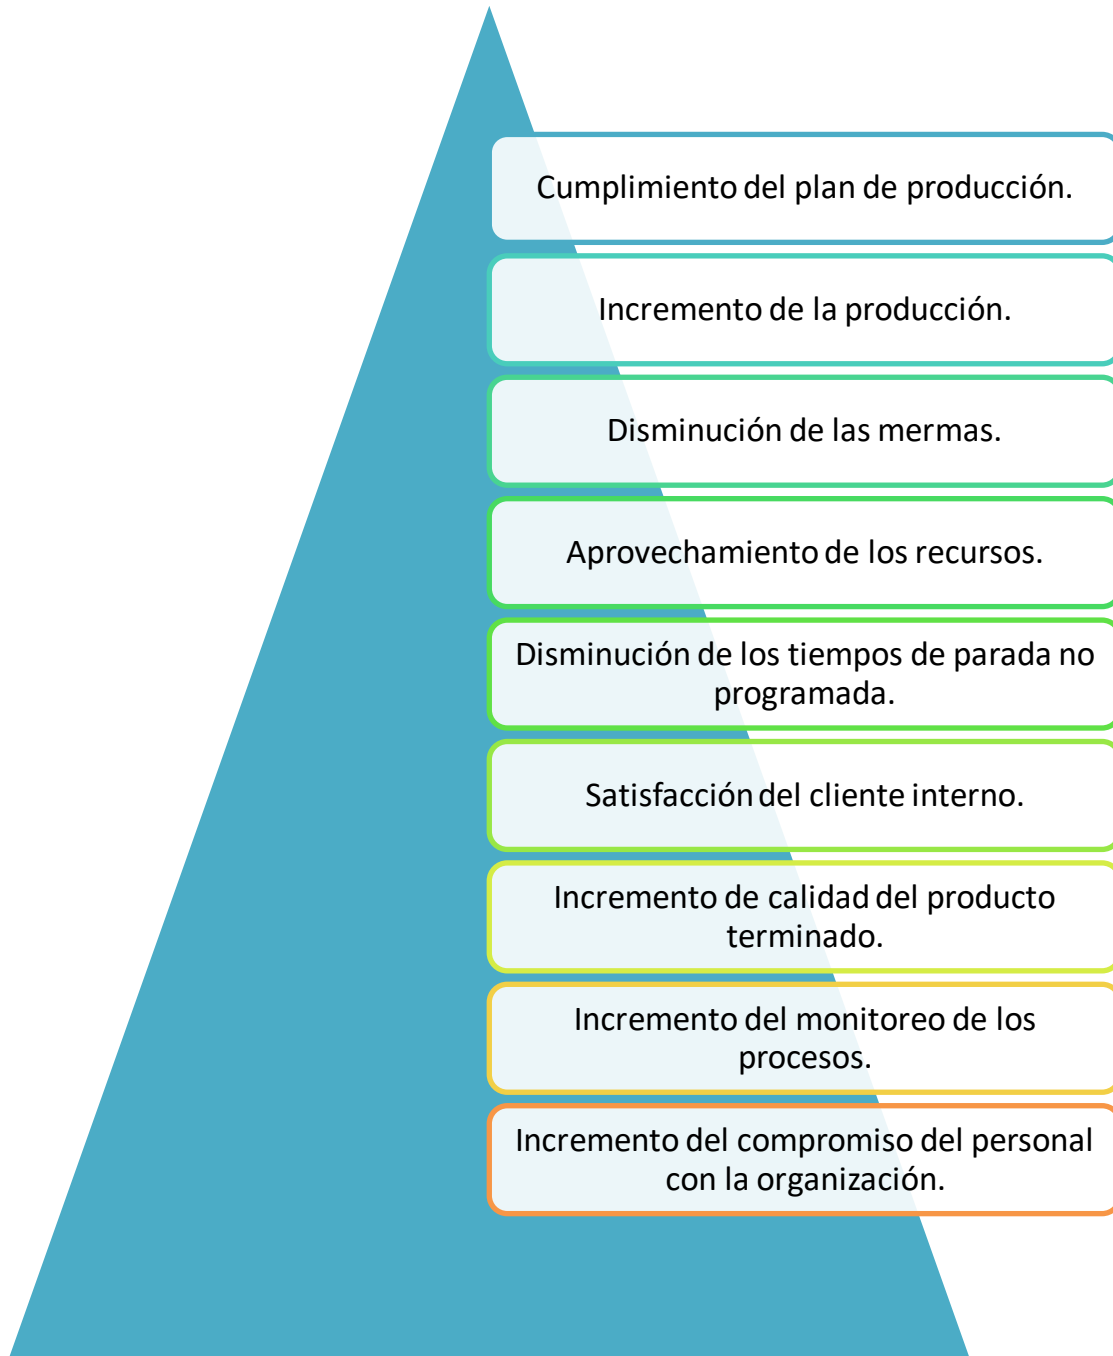 Cumplimiento del plan de producción.
Incremento de la producción.
Disminución de las mermas.
Aprovechamiento de los recursos.
Disminución de los tiempos de parada no
programada.
Satisfacción del cliente interno.
Incremento de calidad del producto
terminado.
Incremento del monitoreo de los
procesos.
Incremento del compromiso del personal
con la organización.